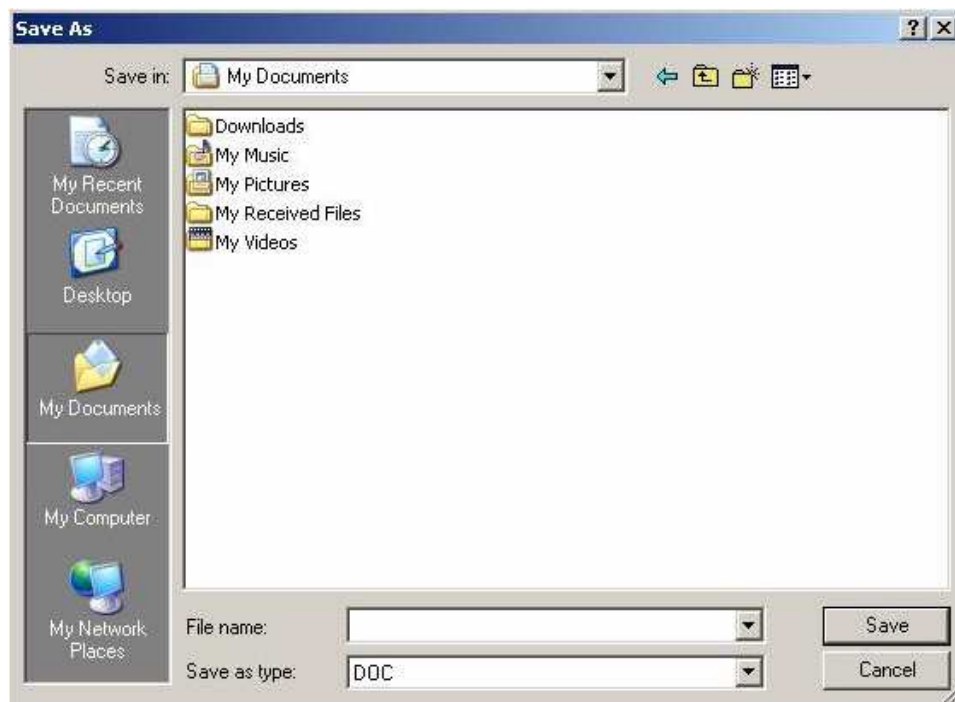 Save As
Save in: My Documents
My Recent
Documents
Desktop
My Documents
My Computer
My Network
Places
Downloads
My Music
My Pictures
My Received Files
My Videos
File name:
Save
Save as type: DOC
Cancel